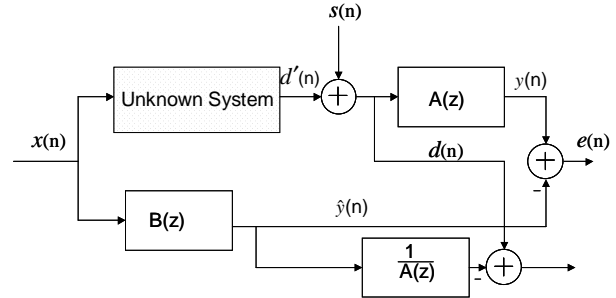 s(n)
d′(n)
y(n)
Unknown System
+
A(z)
x(n)
d(n)
+
e(n)
-
B(z)
ŷ(n)
1
A(z)
-
+